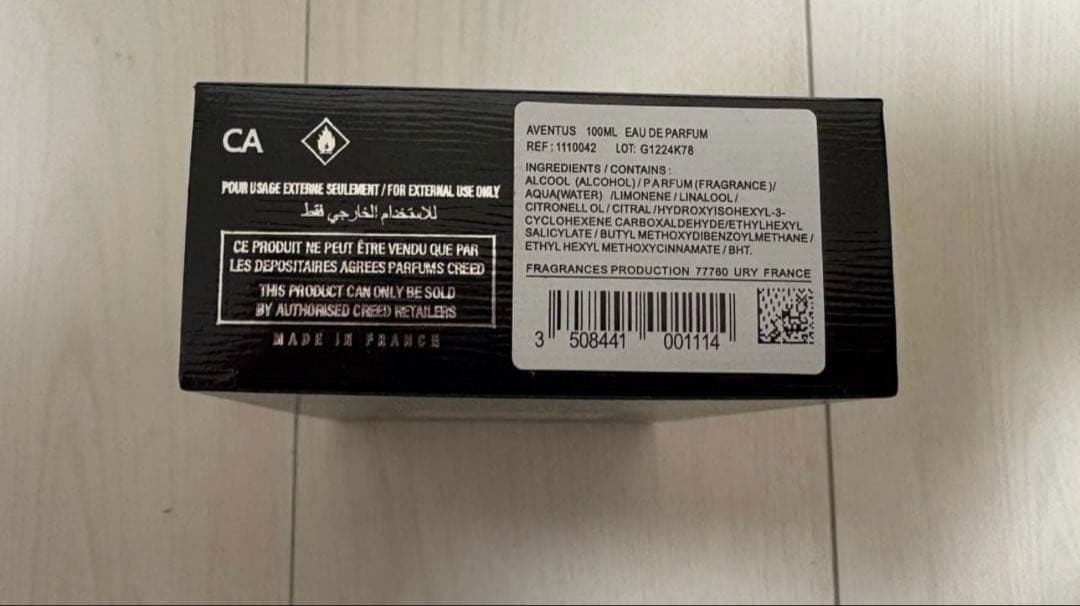 CA
POUR USAGE EXTERNE SEULEMENT / FOR EXTERNAL USE ONLY
للاستخدام الخارجي فقط
CE PRODUIT NE PEUT ÊTRE VENDU QUE PAR
LES DEPOSITAIRES AGREES PARFUMS CREED
THIS PRODUCT CAN ONLY BE SOLD
BY AUTHORISED CREED RETAILERS
MADE IN FRANCE
AVENTUS 100ML EAU DE PARFUM
REF : 1110042 LOT: G1224K78
INGREDIENTS / CONTAINS :
ALCOOL (ALCOHOL) / PARFUM (FRAGRANCE) /
AQUA(WATER) /LIMONENE / LINALOOL /
CITRONELL OL / CITRAL /HYDROXYISOHEXYL-3-
CYCLOHEXENE CARBOXALDEHYDE/ETHYLHEXYL
SALICYLATE / BUTYL METHOXYDIBENZOYLMETHANE /
ETHYL HEXYL METHOXYCINNAMATE / BHT.
FRAGRANCES PRODUCTION 77760 URY FRANCE
3 508441 001114